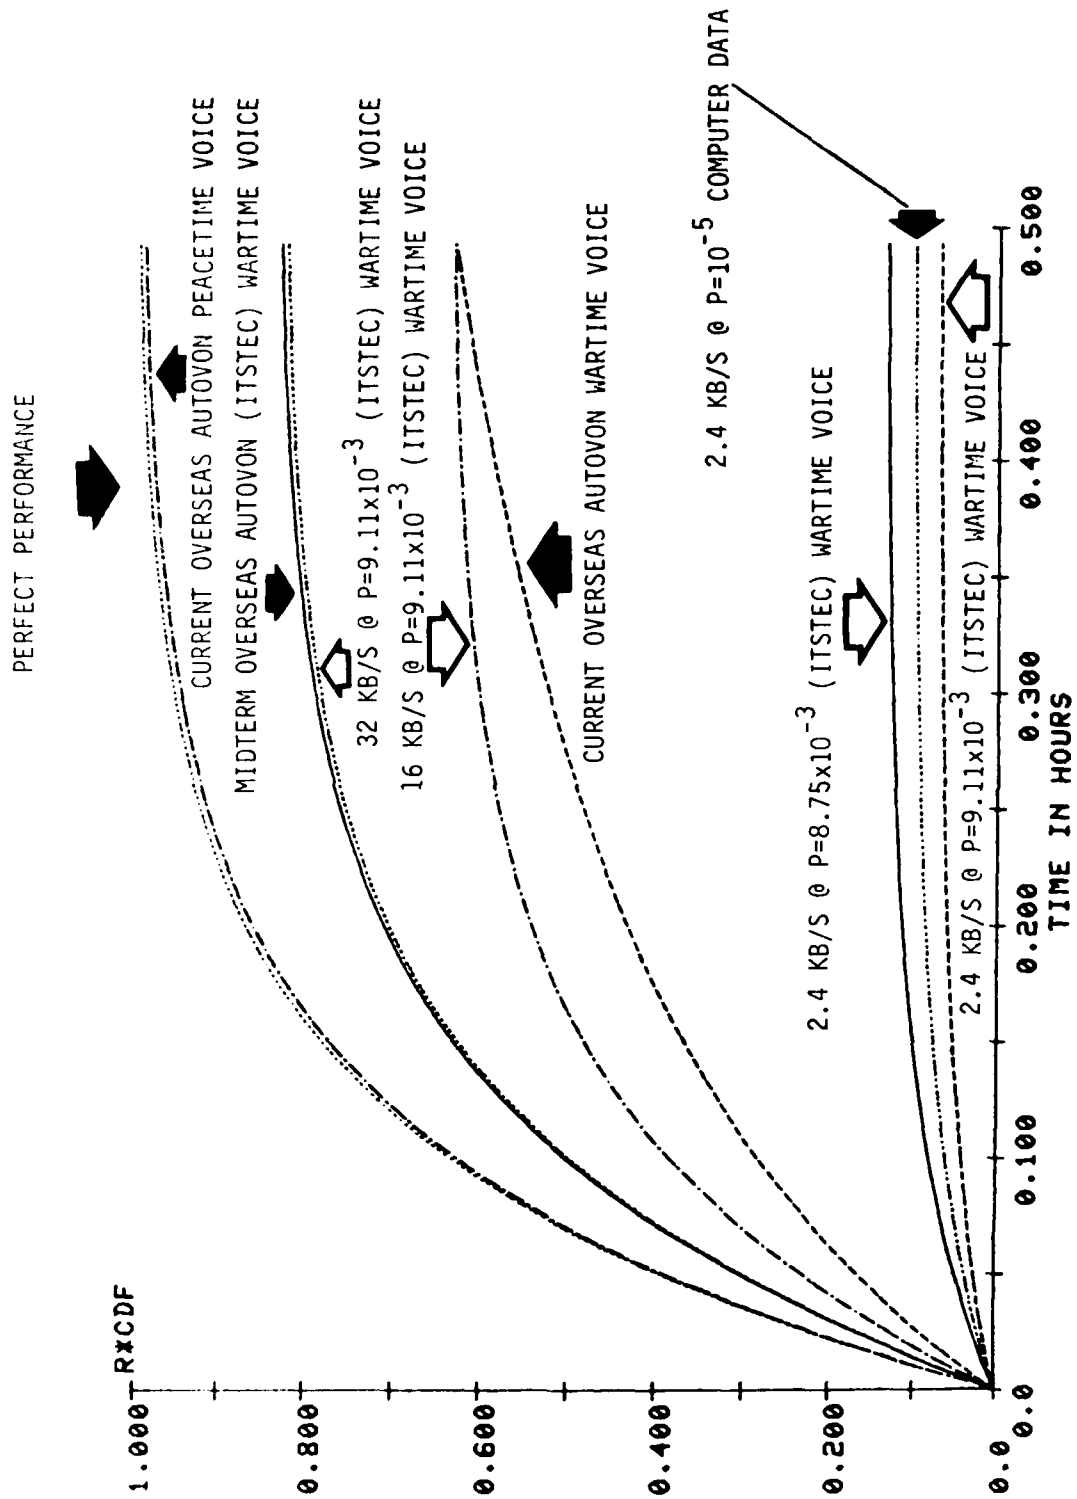 PERFECT PERFORMANCE
CURRENT OVERSEAS AUTOVON PEACETIME VOICE
MIDTERM OVERSEAS AUTOVON (ITSTEC) WARTIME VOICE
32 KB/S @ P=9.11x10⁻³ (ITSTEC) WARTIME VOICE
16 KB/S @ P=9.11x10⁻³ (ITSTEC) WARTIME VOICE
CURRENT OVERSEAS AUTOVON WARTIME VOICE
2.4 KB/S @ P=10⁻⁵ COMPUTER DATA
2.4 KB/S @ P=8.75x10⁻³ (ITSTEC) WARTIME VOICE
2.4 KB/S @ P=9.11x10⁻³ (ITSTEC) WARTIME VOICE
R*CDF
1.000
0.800
0.600
0.400
0.200
0.0
0.0
0.100
0.200
0.300
0.400
0.500
TIME IN HOURS